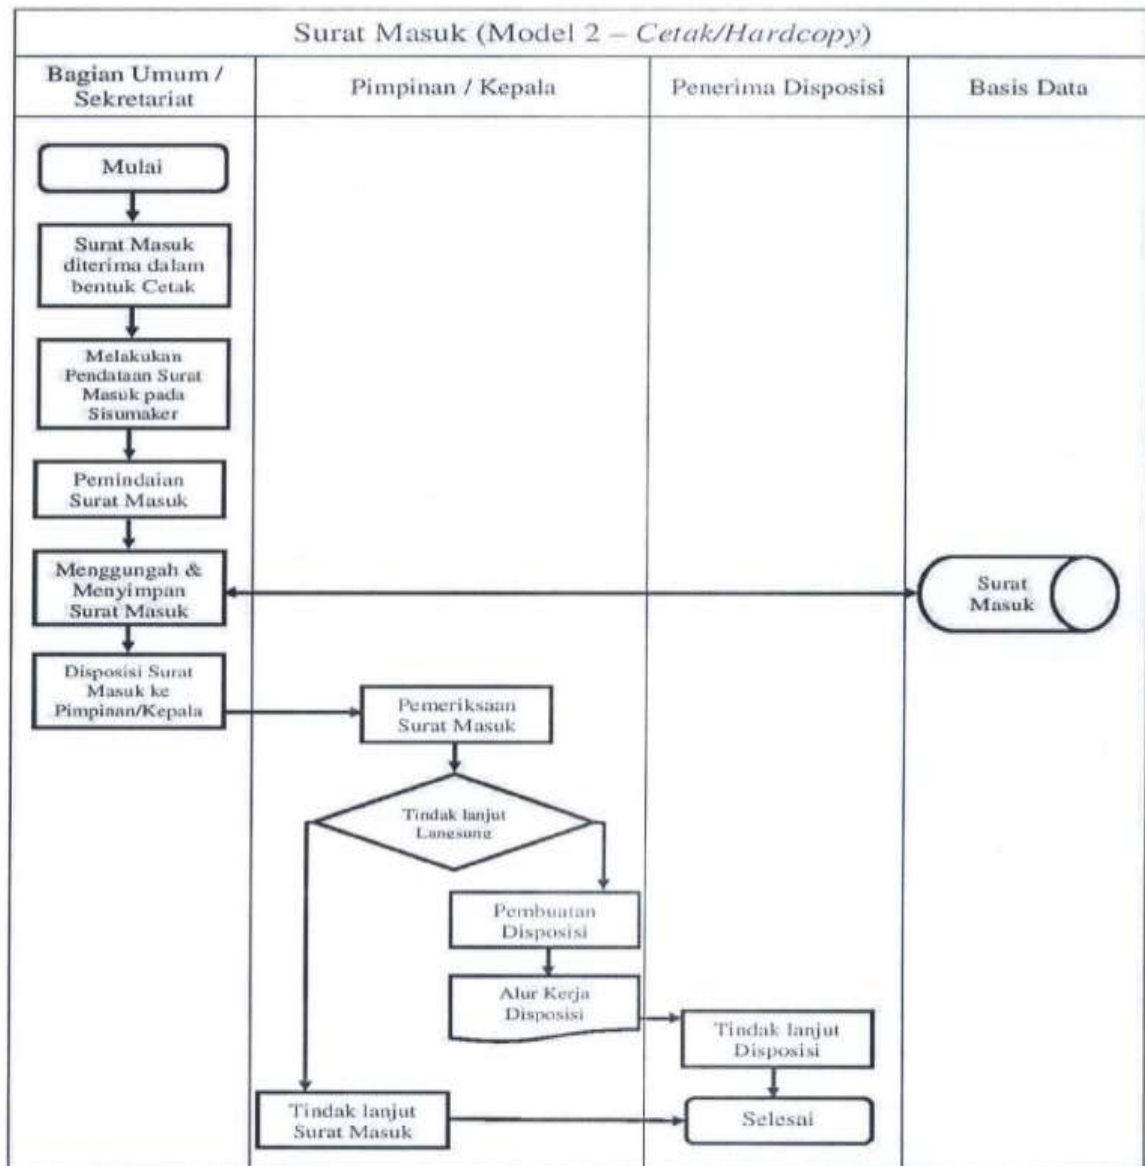 Surat Masuk (Model 2 – Cetak/Hardcopy)
Bagian Umum /
Sekretariat
Pimpinan / Kepala
Penerima Disposisi
Basis Data
Mulai
Surat Masuk
diterima dalam
bentuk Cetak
Melakukan
Pendataan Surat
Masuk pada
Sisumaker
Pemindaian
Surat Masuk
Menggungah &
Menyimpan
Surat Masuk
Surat
Masuk
Disposisi Surat
Masuk ke
Pimpinan/Kepala
Pemeriksaan
Surat Masuk
Tindak lanjut
Langsung
Pembuatan
Disposisi
Alur Kerja
Disposisi
Tindak lanjut
Disposisi
Tindak lanjut
Surat Masuk
Selesai